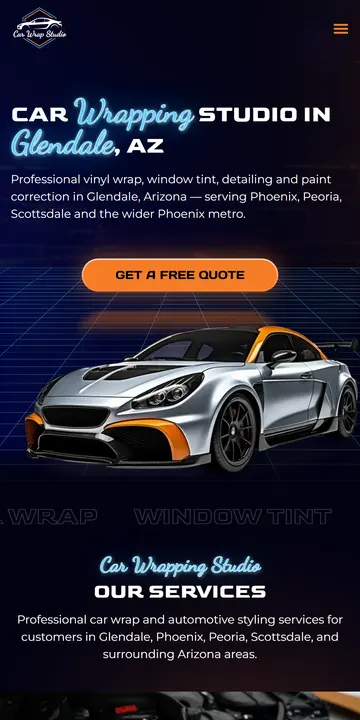 Car Wrap Studio
CAR Wrapping STUDIO IN
Glendale, AZ
Professional vinyl wrap, window tint, detailing and paint
correction in Glendale, Arizona — serving Phoenix, Peoria,
Scottsdale and the wider Phoenix metro.
GET A FREE QUOTE
WRAP WINDOW TINT
Car Wrapping Studio
OUR SERVICES
Professional car wrap and automotive styling services for
customers in Glendale, Phoenix, Peoria, Scottsdale, and
surrounding Arizona areas.